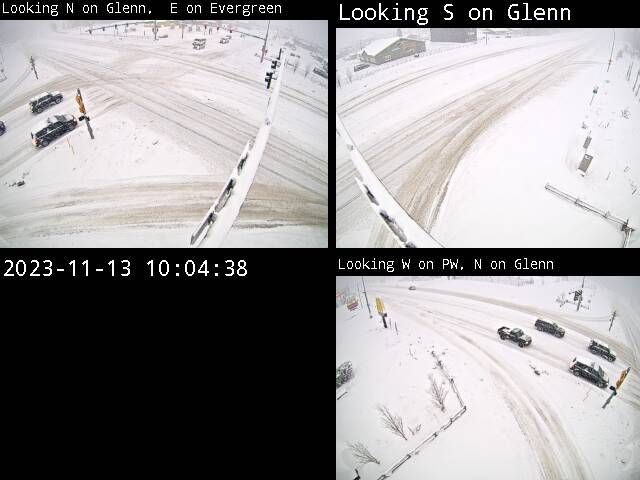 Looking N on Glenn,  E on Evergreen
Looking S on Glenn
2023-11-13 10:04:38
Looking W on PW, N on Glenn